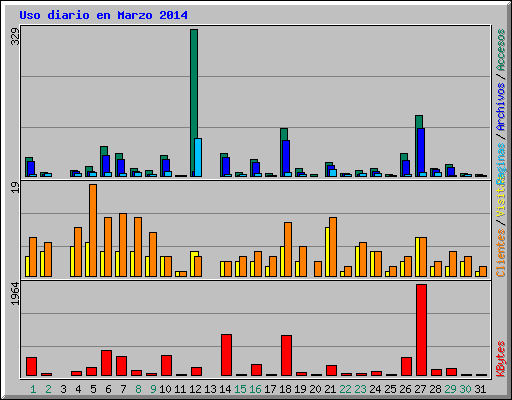 Uso diario en Marzo 2014
329
19
1964
Accesos / Archivos / Páginas
Visitas / Clientes
KBytes
1 2 3 4 5 6 7 8 9 10 11 12 13 14 15 16 17 18 19 20 21 22 23 24 25 26 27 28 29 30 31